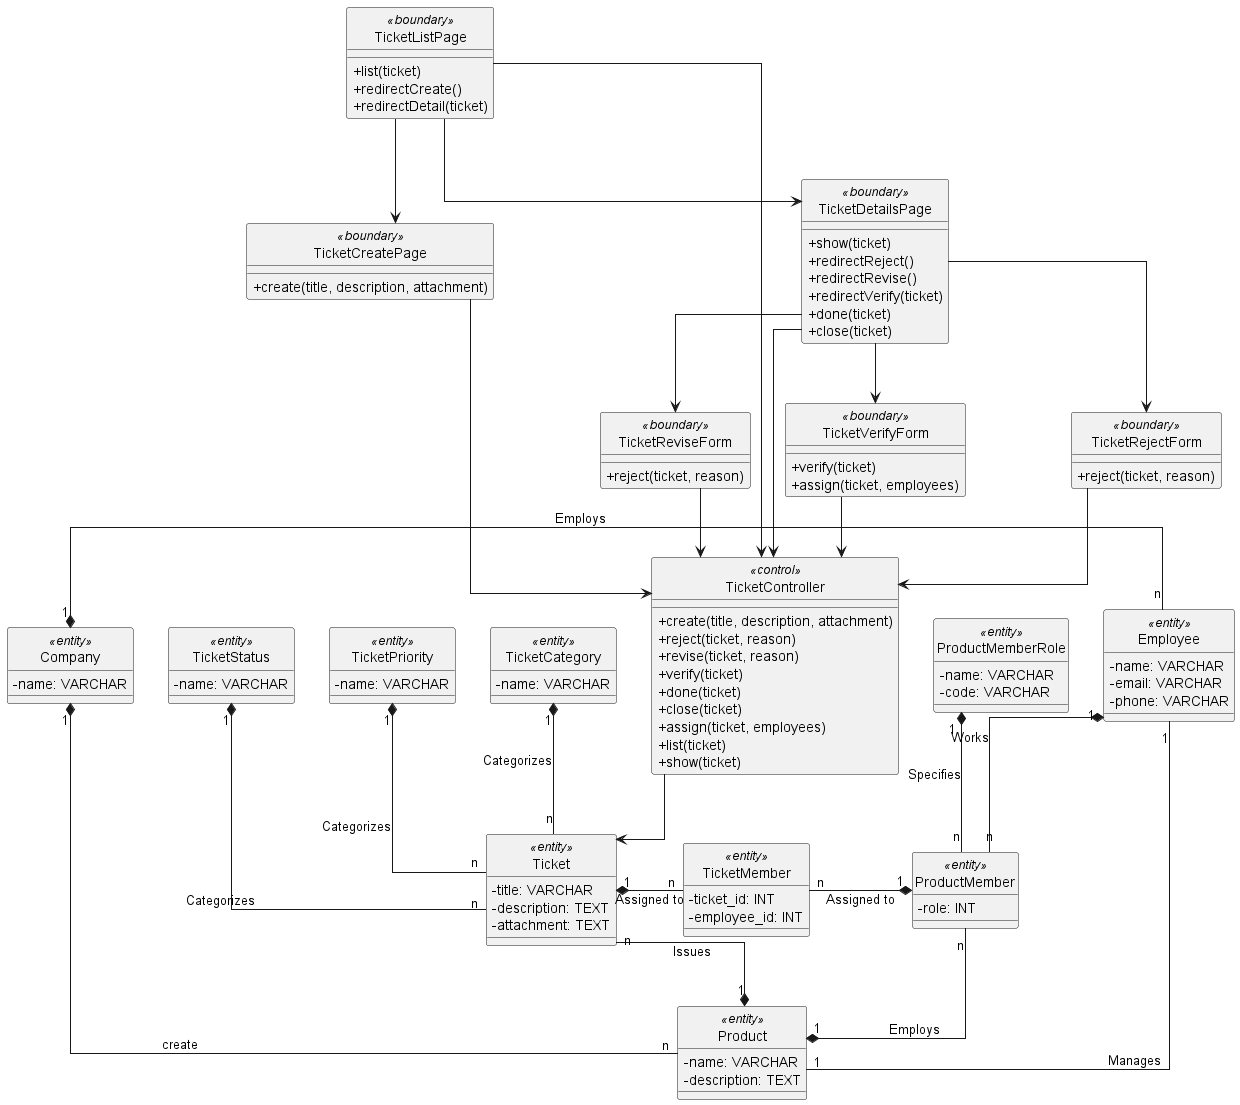 «boundary»
TicketListPage
+list(ticket)
+redirectCreate()
+redirectDetail(ticket)
«boundary»
TicketDetailsPage
+show(ticket)
+redirectReject()
+redirectRevise()
+redirectVerify(ticket)
+done(ticket)
+close(ticket)
«boundary»
TicketCreatePage
+create(title, description, attachment)
«boundary»
TicketReviseForm
+reject(ticket, reason)
«boundary»
TicketVerifyForm
+verify(ticket)
+assign(ticket, employees)
«boundary»
TicketRejectForm
+reject(ticket, reason)
Employs
1
n
«control»
TicketController
+create(title, description, attachment)
+reject(ticket, reason)
+revise(ticket, reason)
+verify(ticket)
+done(ticket)
+close(ticket)
+assign(ticket, employees)
+list(ticket)
+show(ticket)
«entity»
Company
-name: VARCHAR
«entity»
TicketStatus
-name: VARCHAR
«entity»
TicketPriority
-name: VARCHAR
«entity»
TicketCategory
-name: VARCHAR
«entity»
ProductMemberRole
-name: VARCHAR
-code: VARCHAR
«entity»
Employee
-name: VARCHAR
-email: VARCHAR
-phone: VARCHAR
1
1
1
1
1
1
1
Works
Categorizes
Specifies
n
Categorizes
n
n
n
Categorizes
n
«entity»
Ticket
-title: VARCHAR
-description: TEXT
-attachment: TEXT
1
n
Assigned to
«entity»
TicketMember
-ticket_id: INT
-employee_id: INT
n
1
Assigned to
«entity»
ProductMember
-role: INT
n
Issues
1
n
«entity»
Product
-name: VARCHAR
-description: TEXT
1
Employs
create
n
1
Manages